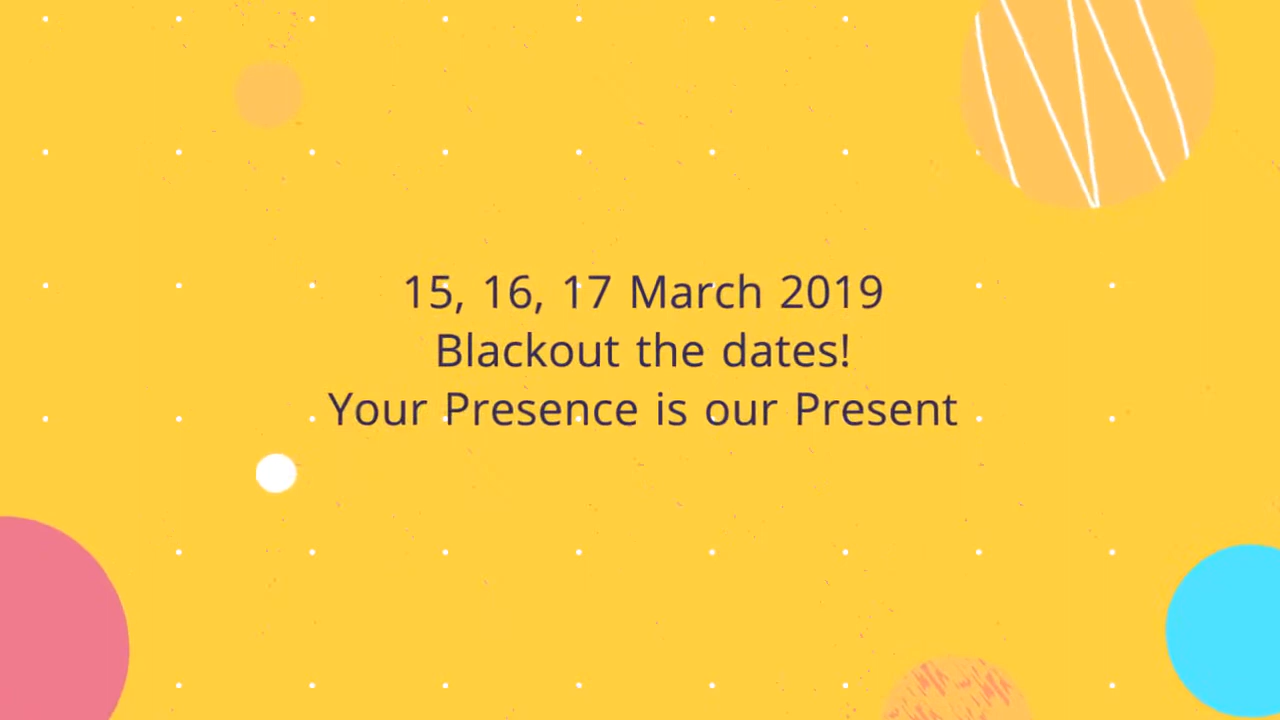 15, 16, 17 March 2019
Blackout the dates!
Your Presence is our Present